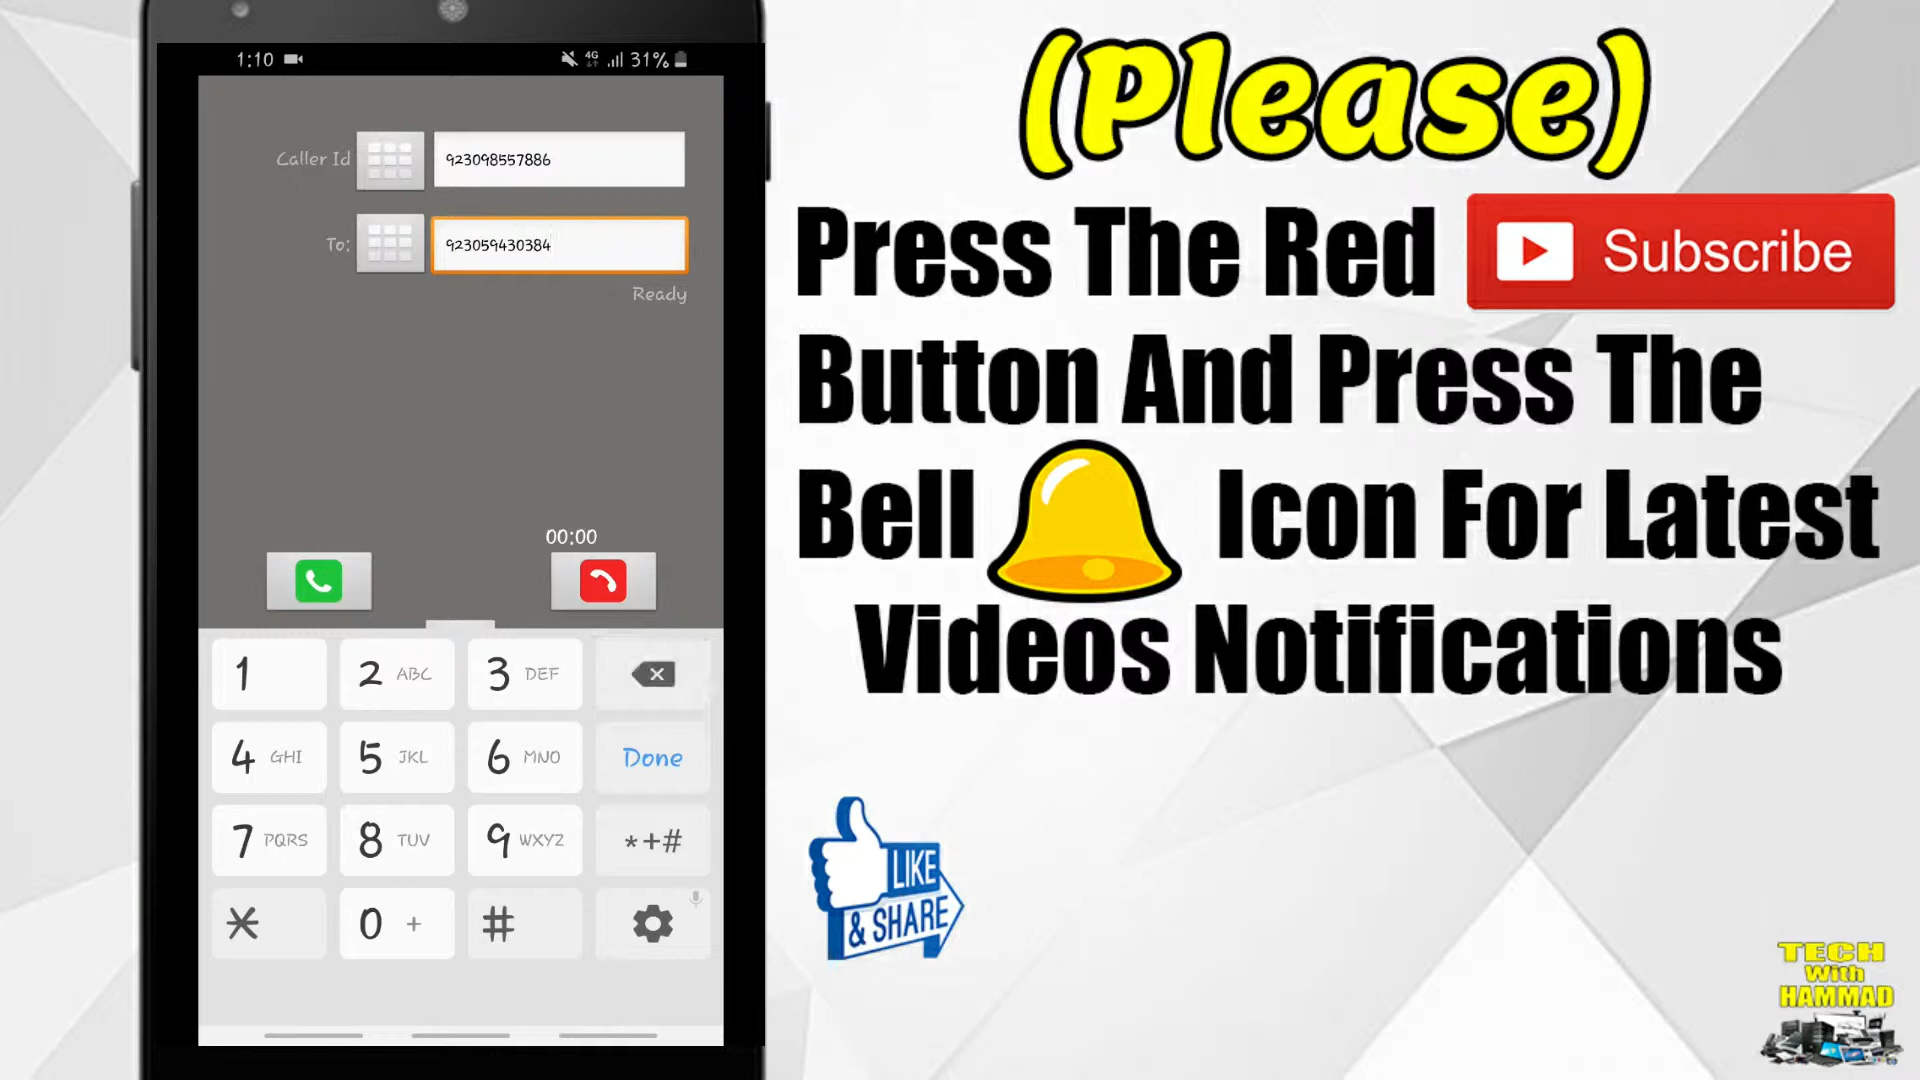 1:10
4G
31%
Caller Id
923098557886
To:
923059430384
Ready
00:00
1
2 ABC
3 DEF
4 GHI
5 JKL
6 MNO
Done
7 PQRS
8 TUV
9 WXYZ
*+#
*
0 +
#
(Please)
Press The Red
Subscribe
Button And Press The
Bell Icon For Latest
Videos Notifications
LIKE
& SHARE
TECH
With
HAMMAD